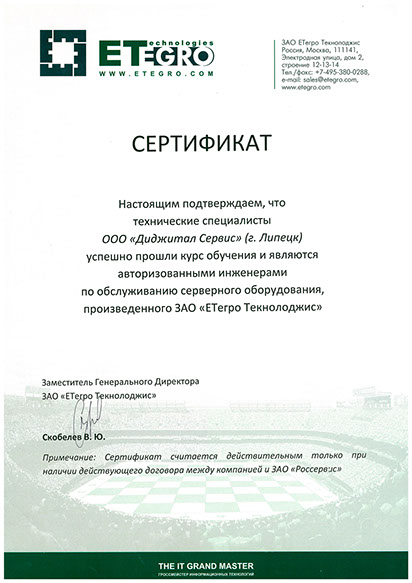 ETegro Technologies
WWW.ETEGRO.COM
ЗАО ЕТегро Текнолоджис
Россия, Москва, 111141,
Электродная улица, дом 2,
строение 12-13-14
Тел./факс: +7-495-380-0288,
e-mail: sales@etegro.com,
www.etegro.com
СЕРТИФИКАТ
Настоящим подтверждаем, что
технические специалисты
ООО «Диджитал Сервис» (г. Липецк)
успешно прошли курс обучения и являются
авторизованными инженерами
по обслуживанию серверного оборудования,
произведенного ЗАО «ЕТегро Текнолоджис»
Заместитель Генерального Директора
ЗАО «ЕТегро Текнолоджис»
Скобелев В. Ю.
Примечание: Сертификат считается действительным только при
наличии действующего договора между компанией и ЗАО «Россервис»
THE IT GRAND MASTER
ГРОССМЕЙСТЕР ИНФОРМАЦИОННЫХ ТЕХНОЛОГИЙ